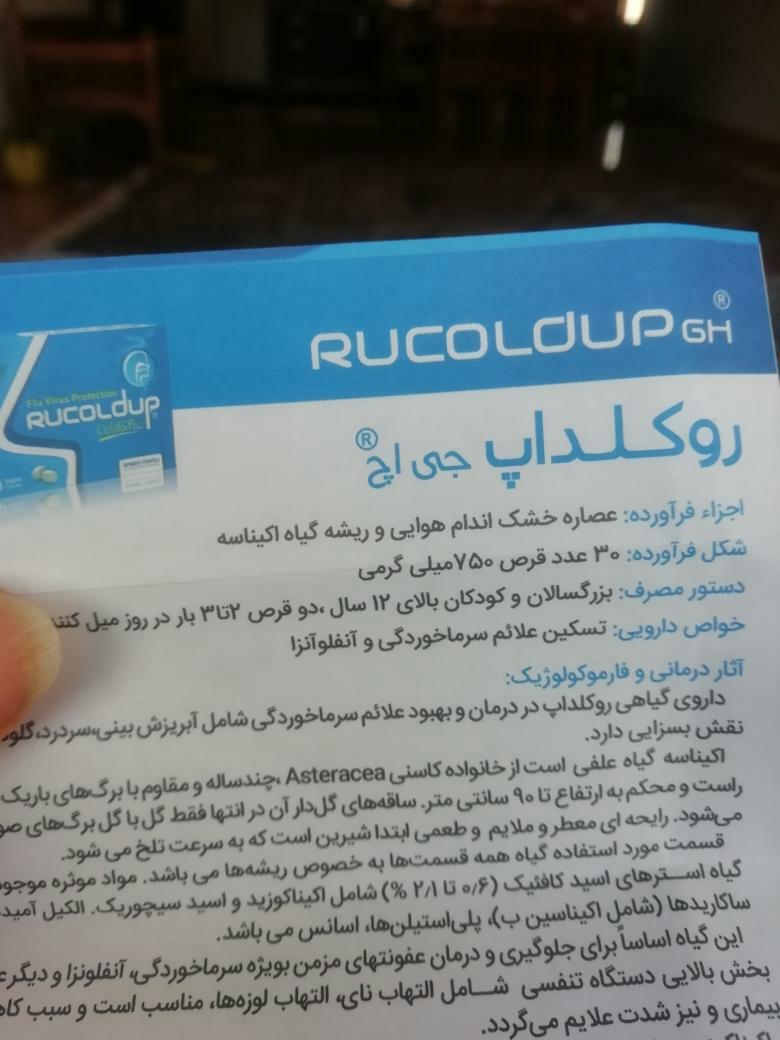 RUCOLDUP GH®
Flu Virus Protection
RUCOLDUP®
Cold&flu
روکلداپ جی اچ®
اجزاء فرآورده: عصاره خشک اندام هوایی و ریشه گیاه اکیناسه
شکل فرآورده: ۳۰ عدد قرص ۷۵۰میلی گرمی
دستور مصرف: بزرگسالان و کودکان بالای ۱۲ سال ،دو قرص ۲تا۳ بار در روز میل کنند
خواص دارویی: تسکین علائم سرماخوردگی و آنفلوآنزا
آثار درمانی و فارموکولوژیک:
داروی گیاهی روکلداپ در درمان و بهبود علائم سرماخوردگی شامل آبریزش بینی،سردرد،
نقش بسزایی دارد.
اکیناسه گیاه علفی است از خانواده کاسنی Asteracea ،چندساله و مقاوم با برگ‌های باریک
راست و محکم به ارتفاع تا ۹۰ سانتی متر. ساقه‌های گل‌دار آن در انتها فقط گل با گل برگ‌های
می‌شود. رایحه ای معطر و ملایم و طعمی ابتدا شیرین است که به سرعت تلخ می شود.
قسمت مورد استفاده گیاه همه قسمت‌ها به خصوص ریشه‌ها می باشد. مواد موثره
گیاه استرهای اسید کافئیک (۰٫۶ تا ۲٫۱ %) شامل اکیناکوزید و اسید سیچوریک. الکیل
ساکاریدها (شامل اکیناسین ب)، پلی‌استیلن‌ها، اسانس می باشد.
این گیاه اساساً برای جلوگیری و درمان عفونتهای مزمن بویژه سرماخوردگی، آنفلونزا و دیگر
بخش بالایی دستگاه تنفسی شامل التهاب نای، التهاب لوزه‌ها، مناسب است و سبب
بیماری و نیز شدت علایم می‌گردد.